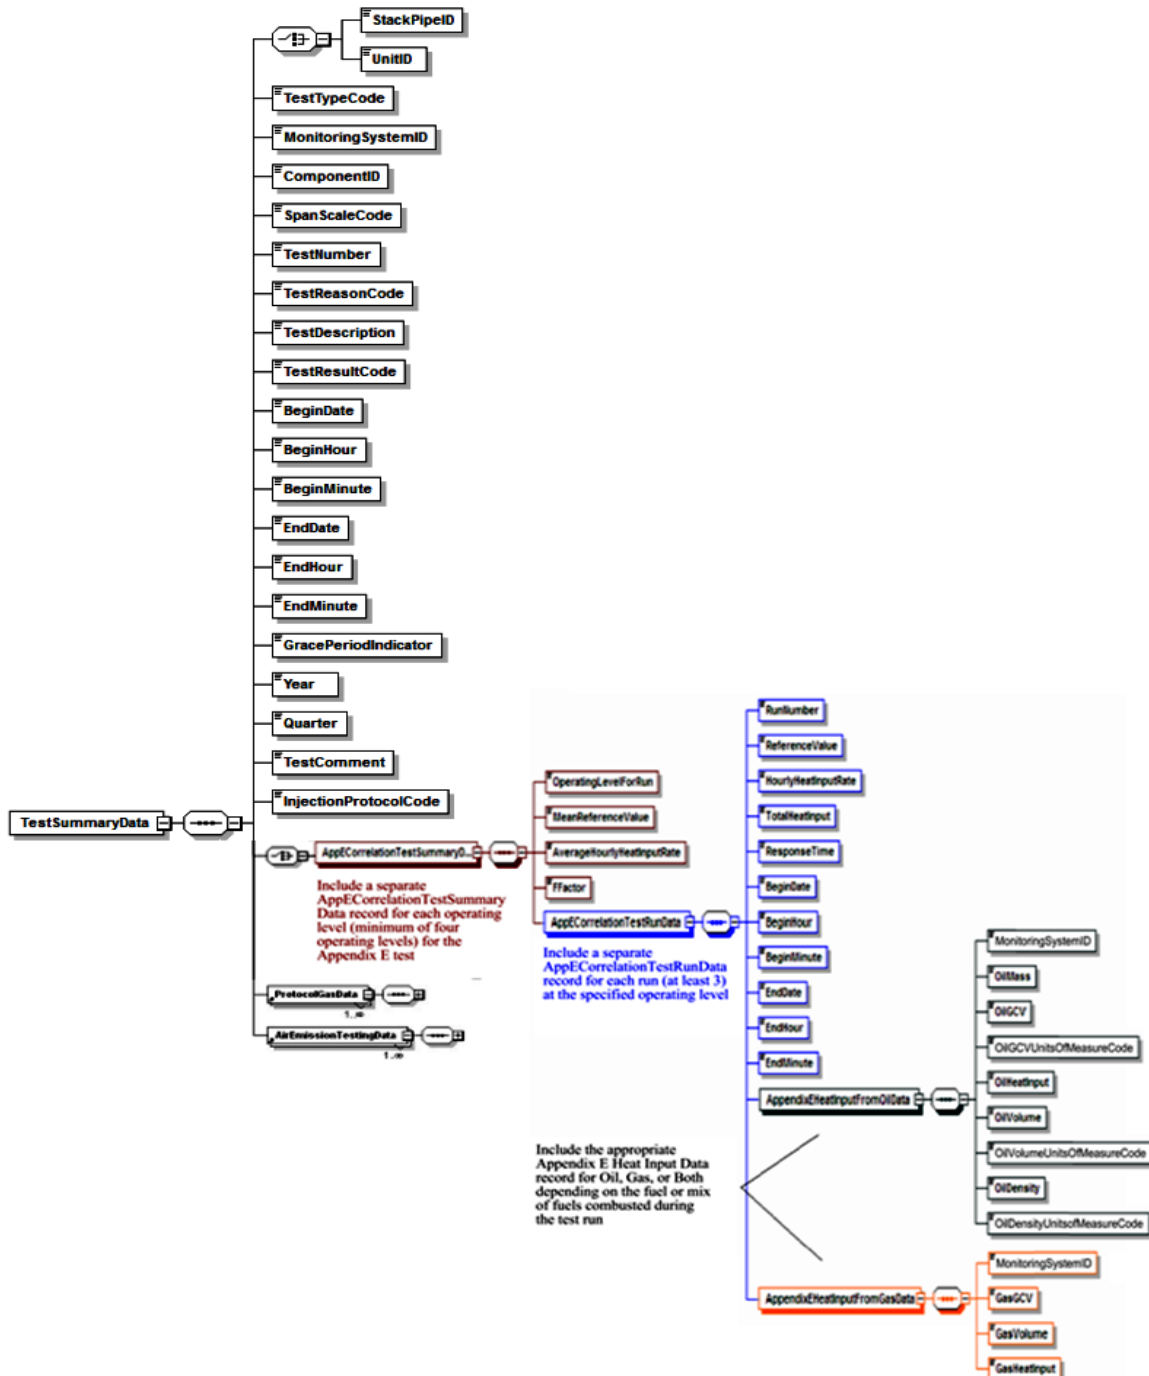 StackPipeID
UnitID
TestTypeCode
MonitoringSystemID
ComponentID
SpanScaleCode
TestNumber
TestReasonCode
TestDescription
TestResultCode
BeginDate
BeginHour
BeginMinute
EndDate
EndHour
EndMinute
GracePeriodIndicator
Year
Quarter
TestComment
InjectionProtocolCode
TestSummaryData
AppECorrelationTestSummaryD...
Include a separate
AppECorrelationTestSummary
Data record for each operating
level (minimum of four
operating levels) for the
Appendix E test
ProtocolGasData
1..∞
AirEmissionTestingData
1..∞
OperatingLevelForRun
MeanReferenceValue
AverageHourlyHeatInputRate
FFactor
AppECorrelationTestRunData
Include a separate
AppECorrelationTestRunData
record for each run (at least 3)
at the specified operating level
RunNumber
ReferenceValue
HourlyHeatInputRate
TotalHeatInput
ResponseTime
BeginDate
BeginHour
BeginMinute
EndDate
EndHour
EndMinute
AppendixEHeatInputFromOilData
Include the appropriate
Appendix E Heat Input Data
record for Oil, Gas, or Both
depending on the fuel or mix
of fuels combusted during
the test run
AppendixEHeatInputFromGasData
MonitoringSystemID
OilMass
OilGCV
OilGCVUnitsOfMeasureCode
OilHeatInput
OilVolume
OilVolumeUnitsOfMeasureCode
OilDensity
OilDensityUnitsofMeasureCode
MonitoringSystemID
GasGCV
GasVolume
GasHeatInput